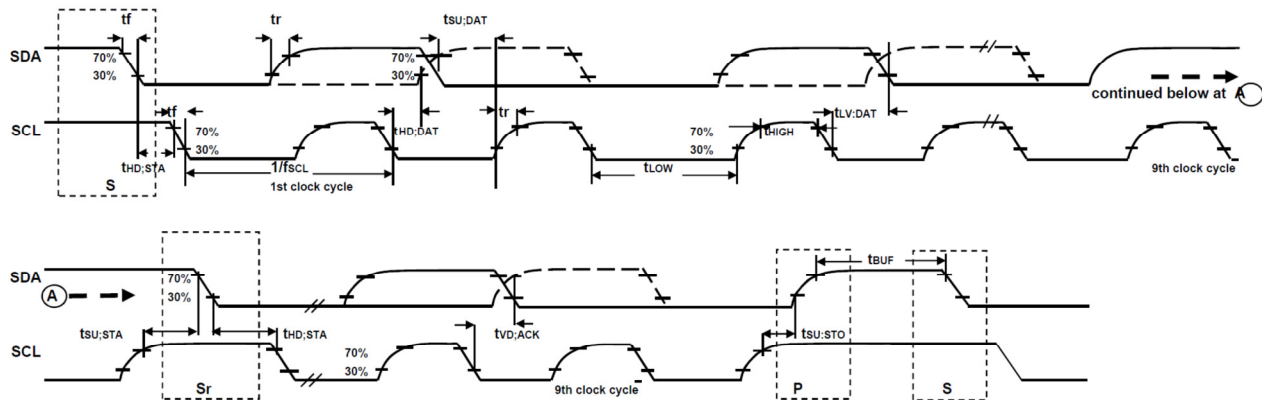 tf tr tSU;DAT
SDA 70% 70%
30% 30%
continued below at A
tf tHD;DAT tr tHIGH tLV:DAT
SCL 70% 70%
30% 30%
tHD;STA 1/fSCL tLOW
S 1st clock cycle 9th clock cycle
tBUF
SDA 70%
A 30%
tSU;STA tHD;STA tVD;ACK tSU:STO
SCL 70%
30%
Sr 9th clock cycle P S